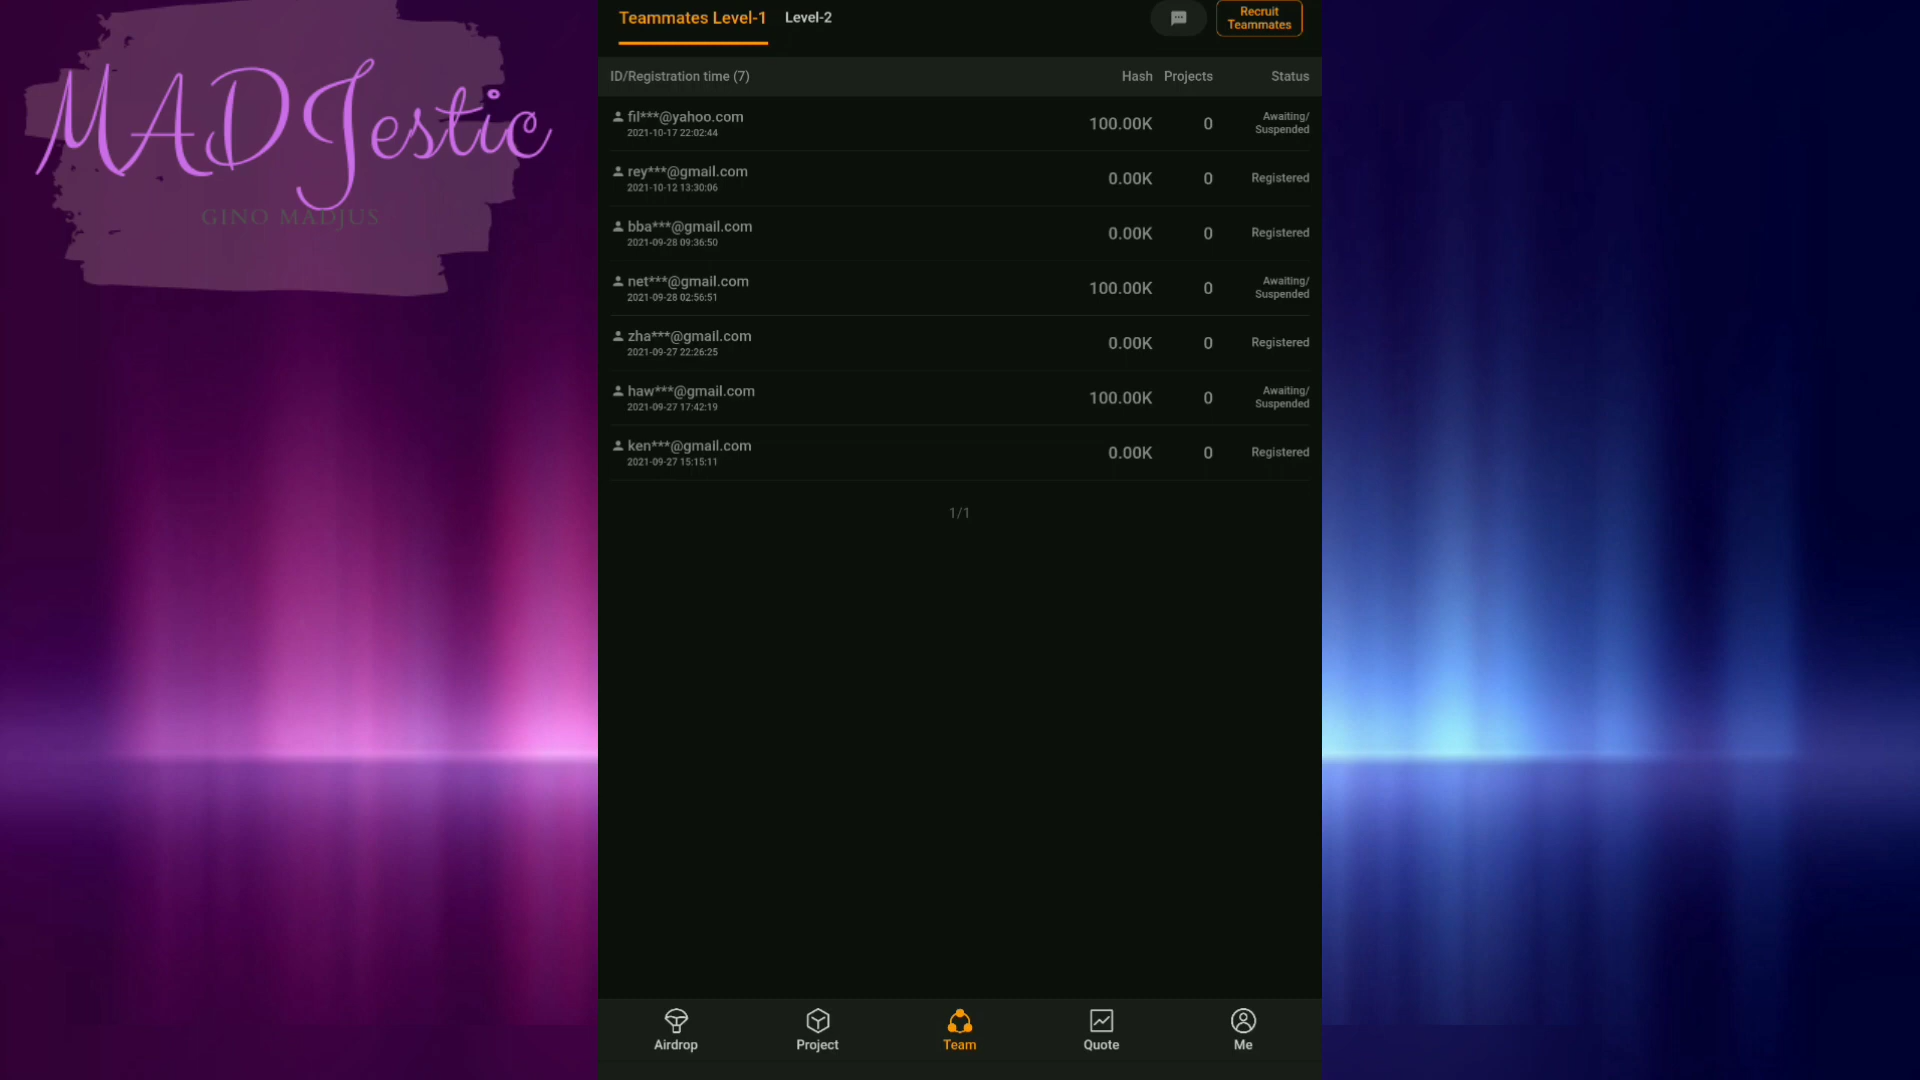 MADJestic
GINO MADJUS
Teammates Level-1 Level-2
Recruit
Teammates
ID/Registration time (7) Hash Projects Status
fil***@yahoo.com 100.00K 0 Awaiting/
2021-10-17 22:02:44 Suspended
rey***@gmail.com 0.00K 0 Registered
2021-10-12 13:30:06
bba***@gmail.com 0.00K 0 Registered
2021-09-28 09:36:50
net***@gmail.com 100.00K 0 Awaiting/
2021-09-28 02:56:51 Suspended
zha***@gmail.com 0.00K 0 Registered
2021-09-27 22:26:25
haw***@gmail.com 100.00K 0 Awaiting/
2021-09-27 17:42:19 Suspended
ken***@gmail.com 0.00K 0 Registered
2021-09-27 15:15:11
1/1
Airdrop Project Team Quote Me